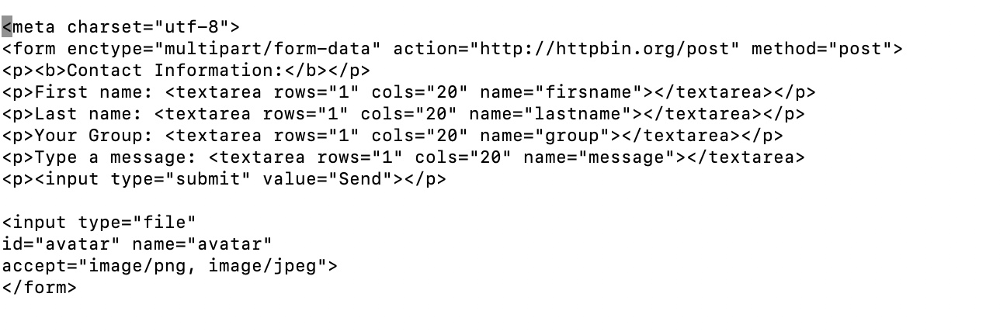 <meta charset="utf-8">
<form enctype="multipart/form-data" action="http://httpbin.org/post" method="post">
<p><b>Contact Information:</b></p>
<p>First name: <textarea rows="1" cols="20" name="firsname"></textarea></p>
<p>Last name: <textarea rows="1" cols="20" name="lastname"></textarea></p>
<p>Your Group: <textarea rows="1" cols="20" name="group"></textarea></p>
<p>Type a message: <textarea rows="1" cols="20" name="message"></textarea>
<p><input type="submit" value="Send"></p>

<input type="file"
id="avatar" name="avatar"
accept="image/png, image/jpeg">
</form>